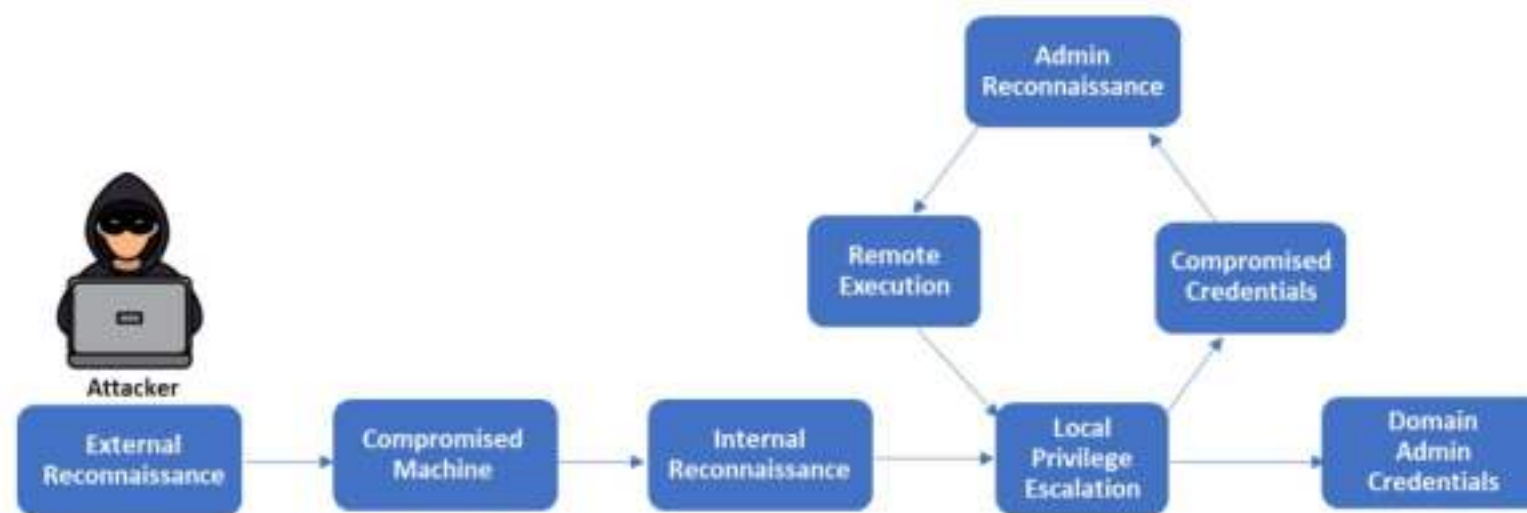 Admin
Reconnaissance
Remote
Execution
Compromised
Credentials
Attacker
External
Reconnaissance
Compromised
Machine
Internal
Reconnaissance
Local
Privilege
Escalation
Domain
Admin
Credentials